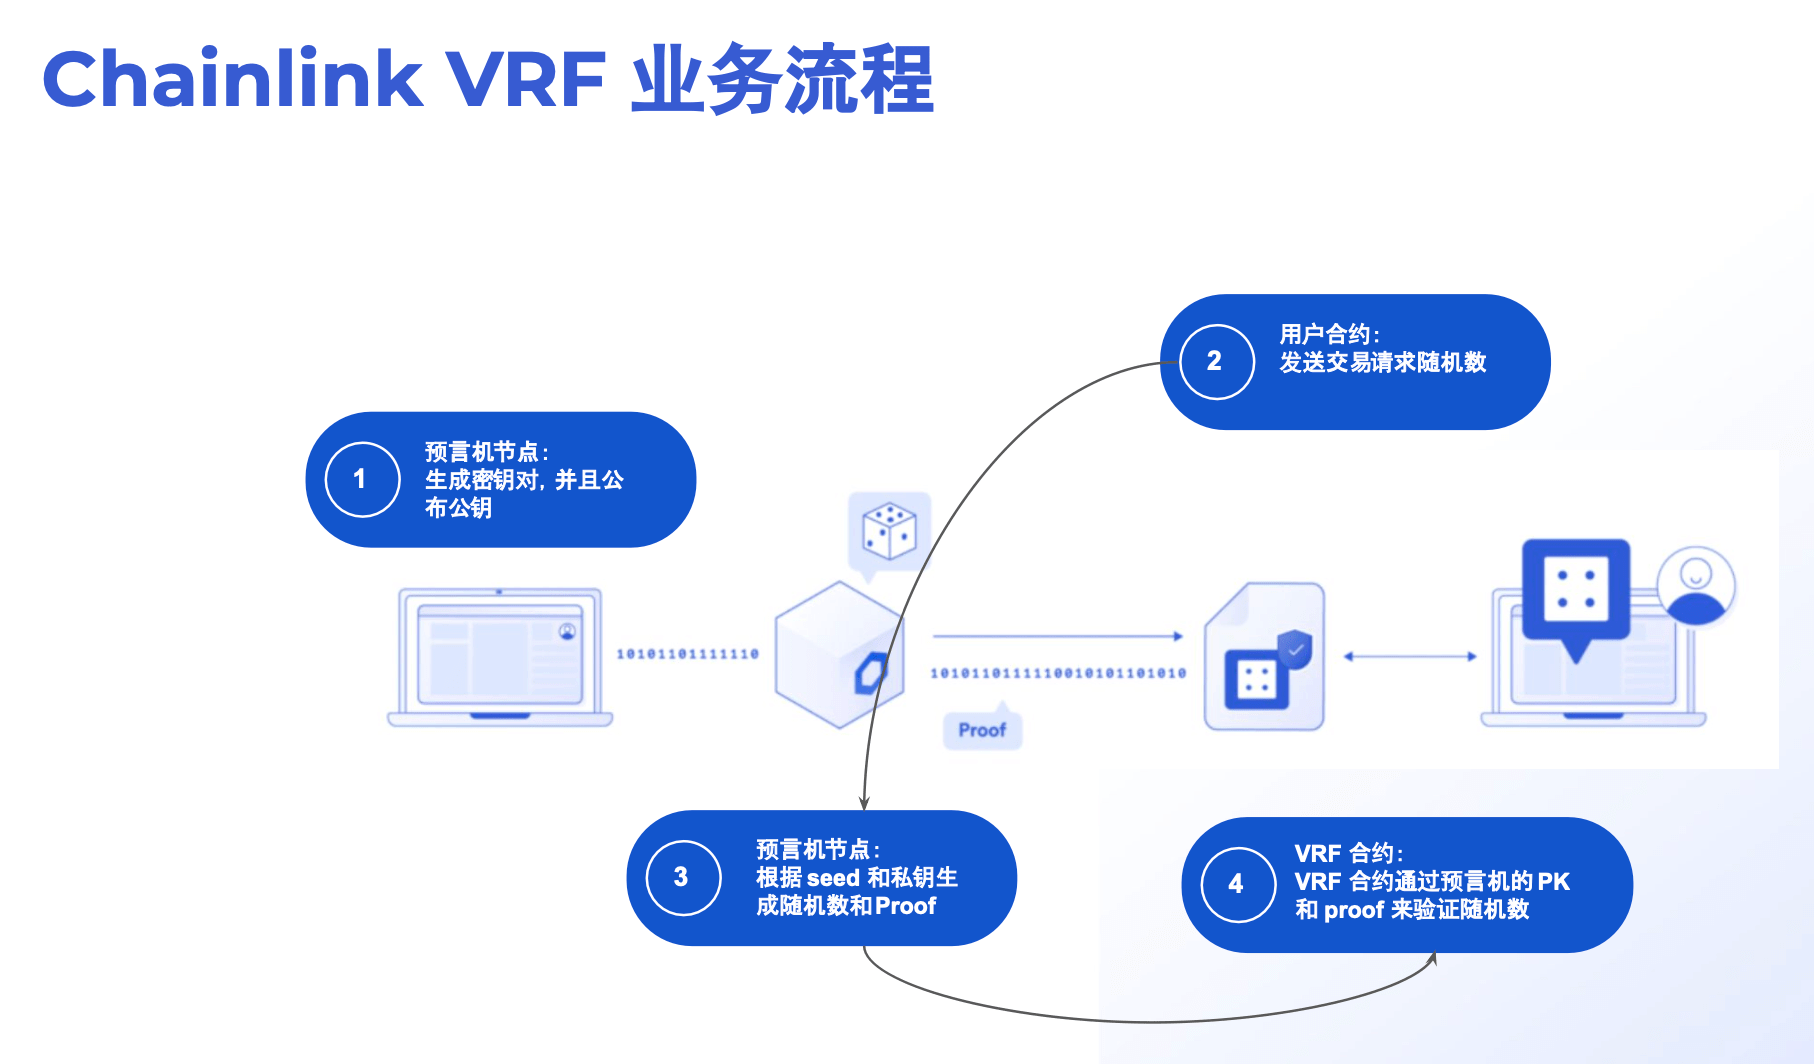 Chainlink VRF 业务流程
2
用户合约：
发送交易请求随机数
1
预言机节点：
生成密钥对，并且公
布公钥
10101101111110
10101101111110010101101010
Proof
3
预言机节点：
根据 seed 和私钥生
成随机数和Proof
4
VRF 合约：
VRF 合约通过预言机的 PK
和 proof 来验证随机数